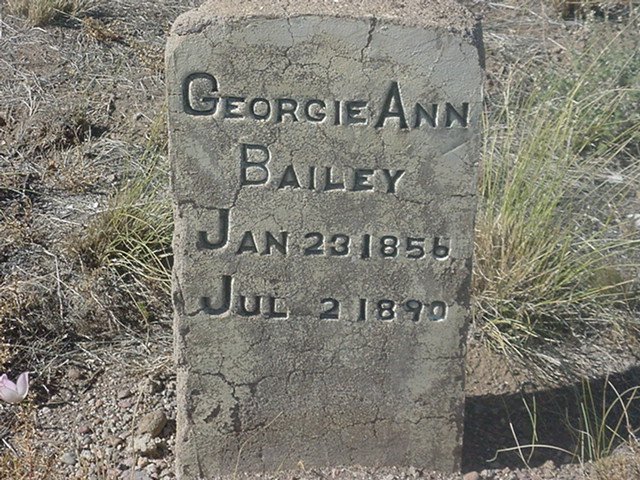 Georgie Ann
Bailey
Jan 23 1856
Jul 2 1890